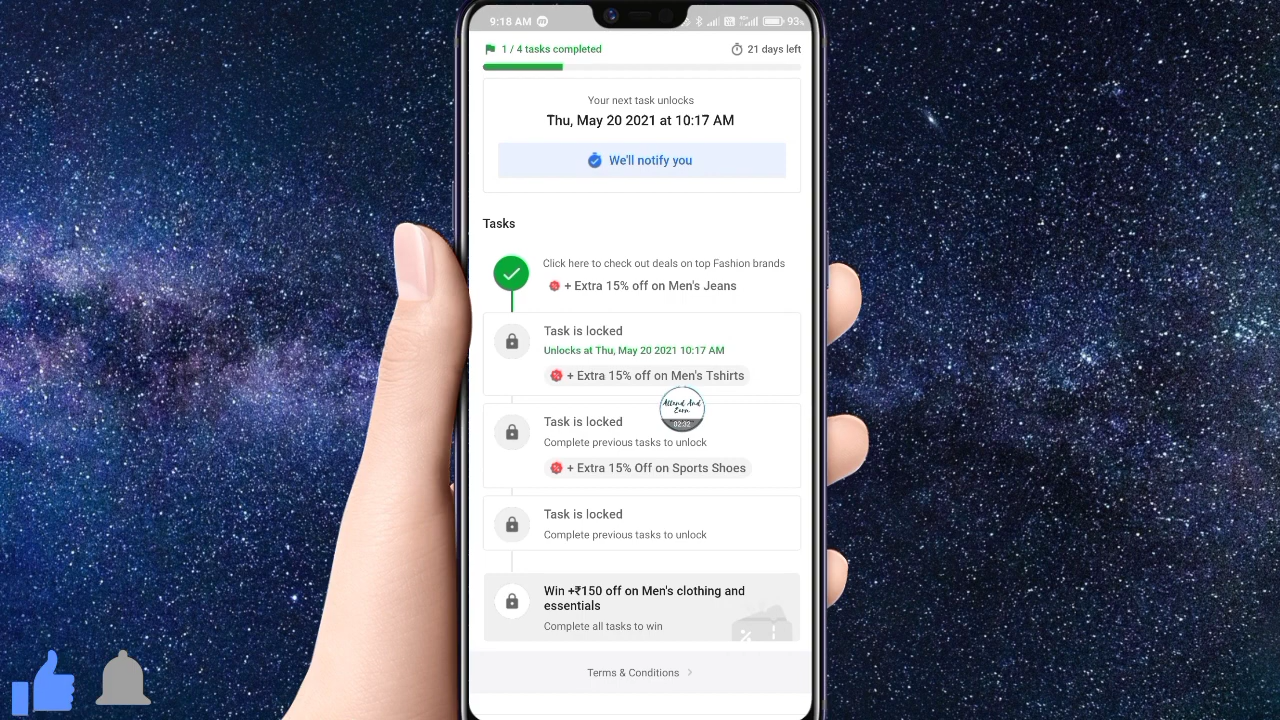 9:18 AM
93%
1 / 4 tasks completed
21 days left
Your next task unlocks
Thu, May 20 2021 at 10:17 AM
We'll notify you
Tasks
Click here to check out deals on top Fashion brands
+ Extra 15% off on Men's Jeans
Task is locked
Unlocks at Thu, May 20 2021 10:17 AM
+ Extra 15% off on Men's Tshirts
Attend And
Earn
02:32
Task is locked
Complete previous tasks to unlock
+ Extra 15% Off on Sports Shoes
Task is locked
Complete previous tasks to unlock
Win +₹150 off on Men's clothing and
essentials
Complete all tasks to win
Terms & Conditions